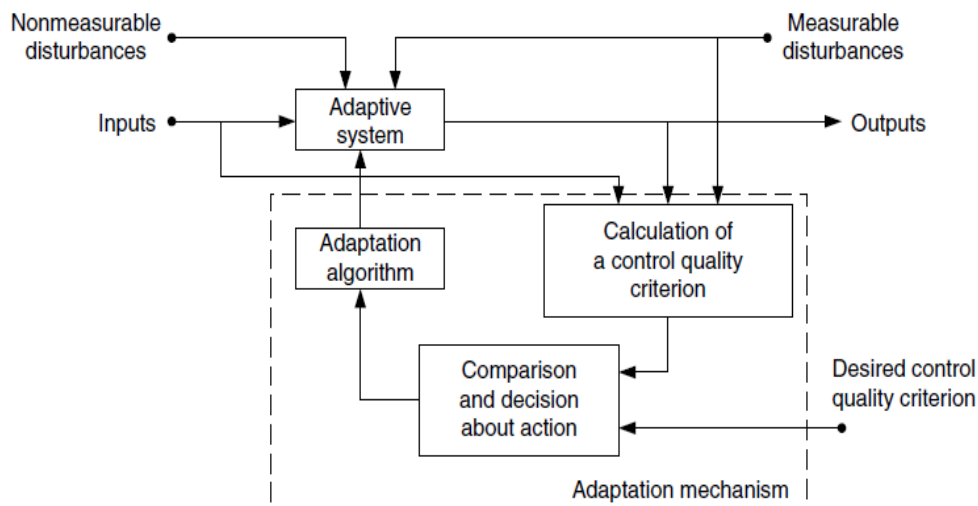 Nonmeasurable
disturbances
Measurable
disturbances
Inputs
Adaptive
system
Outputs
Adaptation
algorithm
Calculation of
a control quality
criterion
Comparison
and decision
about action
Desired control
quality criterion
Adaptation mechanism